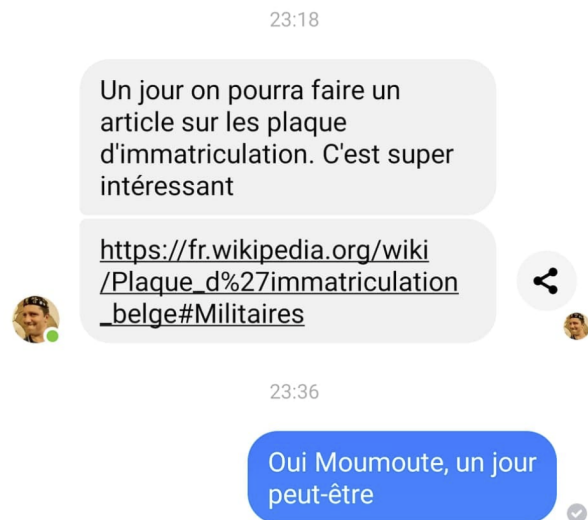 23:18
Un jour on pourra faire un
article sur les plaque
d'immatriculation. C'est super
intéressant
https://fr.wikipedia.org/wiki
/Plaque_d%27immatriculation
_belge#Militaires
23:36
Oui Moumoute, un jour
peut-être